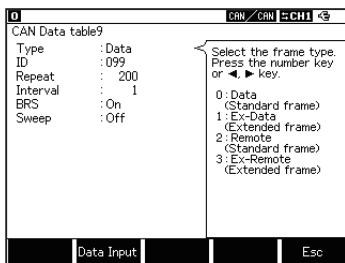 0
CAN/CAN CH1
CAN Data table9
Type : Data
ID : 099
Repeat : 200
Interval : 1
BRS : On
Sweep : Off
Select the frame type.
Press the number key
or ◀, ▶ key.
0 : Data
(Standard frame)
1 : Ex-Data
(Extended frame)
2 : Remote
(Standard frame)
3 : Ex-Remote
(Extended frame)
Data Input
Esc